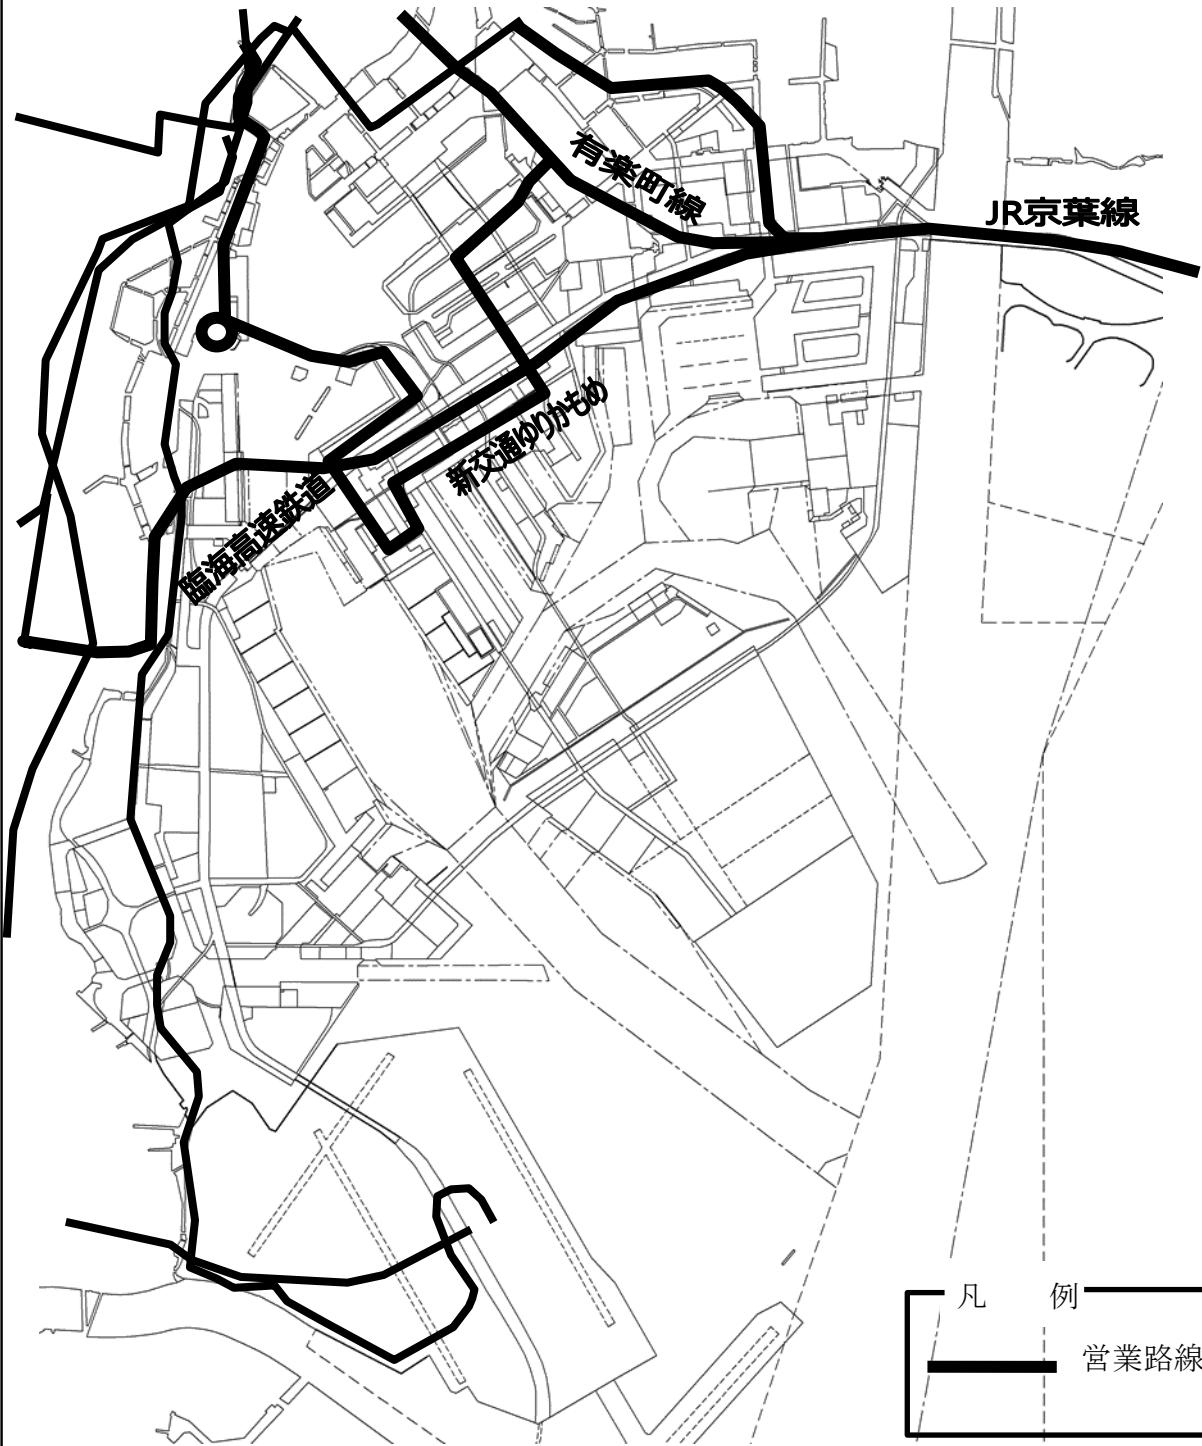 有楽町線
JR京葉線
新交通ゆりかもめ
臨海高速鉄道
凡　例
営業路線